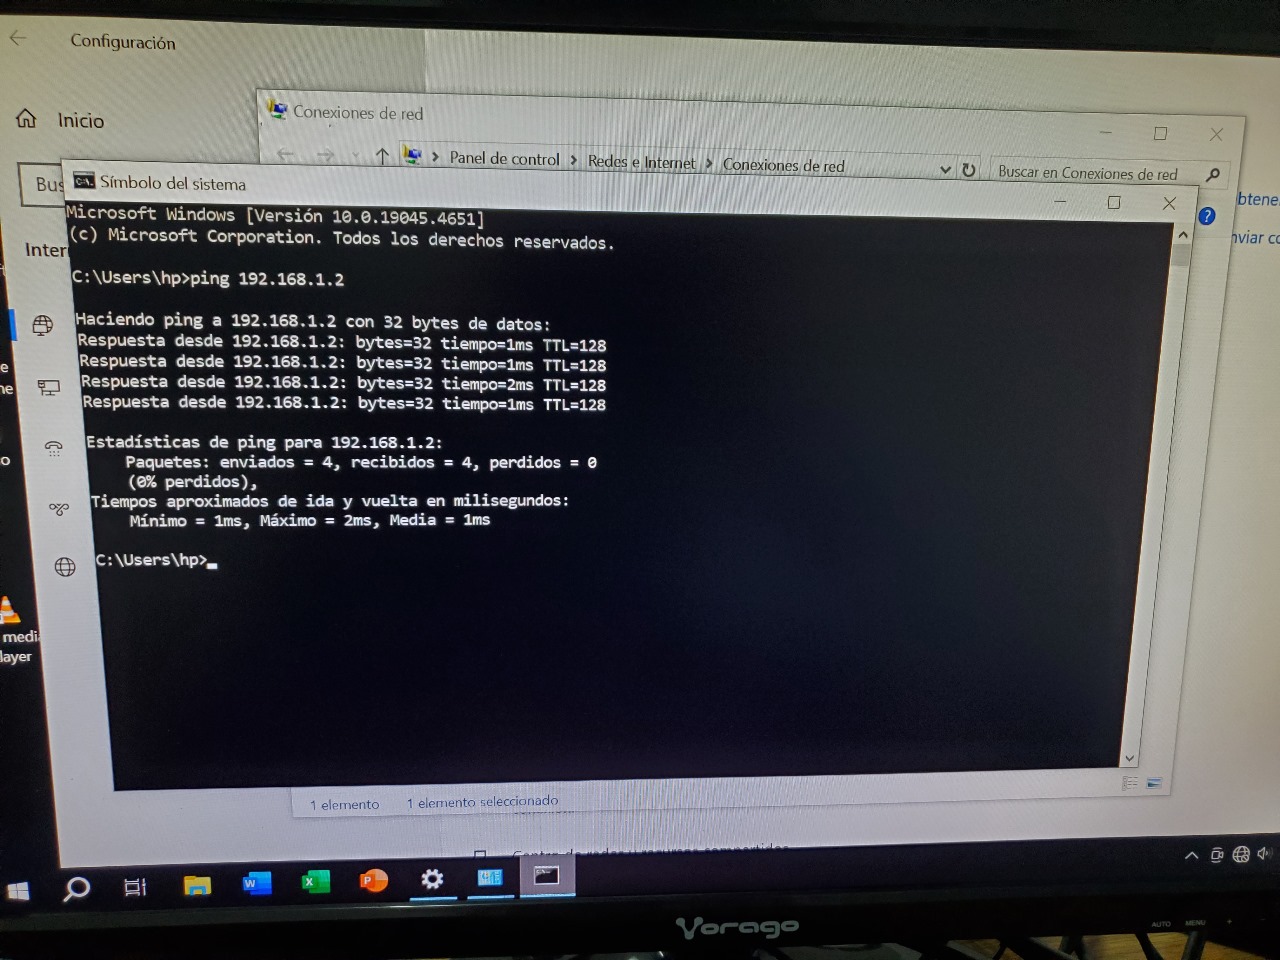 Configuración
Inicio
Conexiones de red
Panel de control > Redes e Internet > Conexiones de red
Buscar en Conexiones de red
Bus
Símbolo del sistema
Inter
btene
nviar co
Microsoft Windows [Versión 10.0.19045.4651]
(c) Microsoft Corporation. Todos los derechos reservados.
C:\Users\hp>ping 192.168.1.2
Haciendo ping a 192.168.1.2 con 32 bytes de datos:
Respuesta desde 192.168.1.2: bytes=32 tiempo=1ms TTL=128
Respuesta desde 192.168.1.2: bytes=32 tiempo=1ms TTL=128
Respuesta desde 192.168.1.2: bytes=32 tiempo=2ms TTL=128
Respuesta desde 192.168.1.2: bytes=32 tiempo=1ms TTL=128
Estadísticas de ping para 192.168.1.2:
Paquetes: enviados = 4, recibidos = 4, perdidos = 0
(0% perdidos),
Tiempos aproximados de ida y vuelta en milisegundos:
Mínimo = 1ms, Máximo = 2ms, Media = 1ms
C:\Users\hp>
e
ne
o
medi
layer
1 elemento
1 elemento seleccionado
Vorago
AUTO
MENU